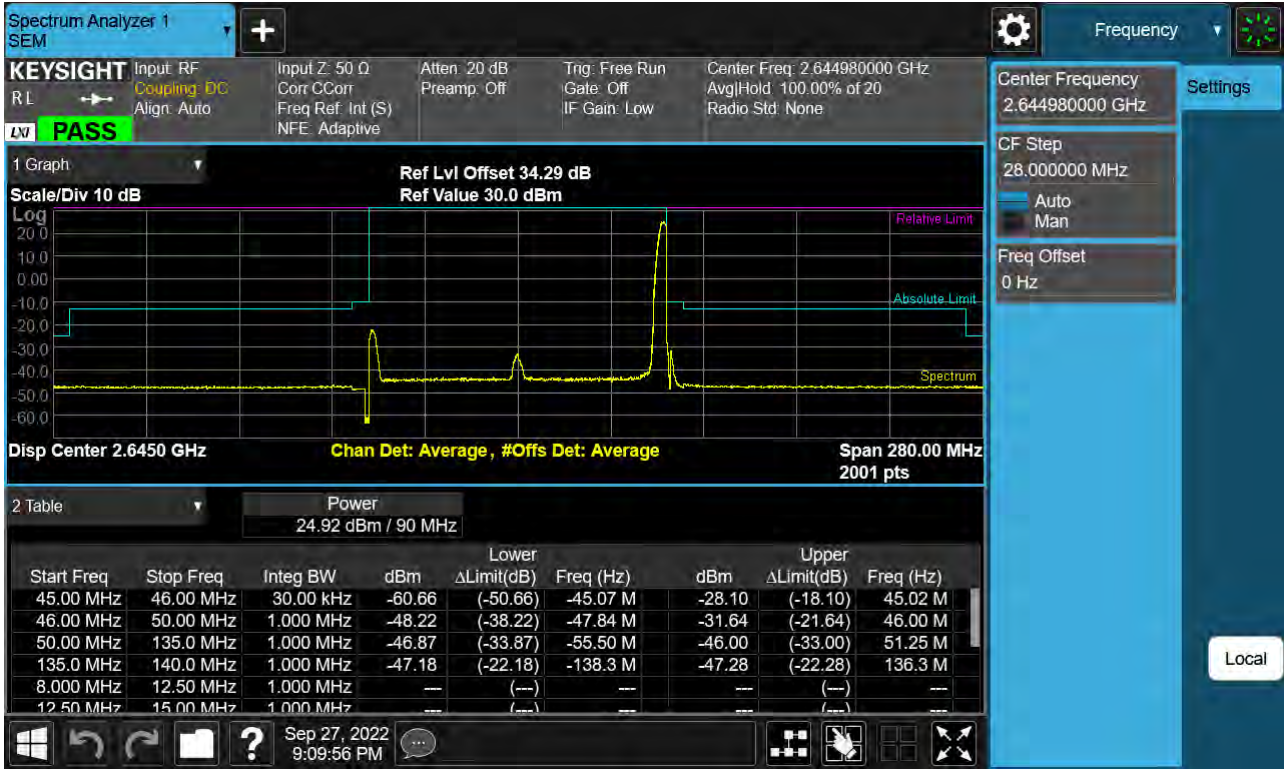 Spectrum Analyzer 1
SEM
Frequency
KEYSIGHT
RL
LXI
PASS
Input: RF
Coupling: DC
Align: Auto
Input Z: 50 Ω
Corr CCorr
Freq Ref: Int (S)
NFE: Adaptive
Atten: 20 dB
Preamp: Off
Trig: Free Run
Gate: Off
IF Gain: Low
Center Freq: 2.644980000 GHz
Avg|Hold: 100.00% of 20
Radio Std: None
Center Frequency
2.644980000 GHz
Settings
CF Step
28.000000 MHz
Auto
Man
Freq Offset
0 Hz
Local
1 Graph
Scale/Div 10 dB
Ref Lvl Offset 34.29 dB
Ref Value 30.0 dBm
Log
20.0
10.0
0.00
-10.0
-20.0
-30.0
-40.0
-50.0
-60.0
Relative Limit
Absolute Limit
Spectrum
Disp Center 2.6450 GHz
Chan Det: Average , #Offs Det: Average
Span 280.00 MHz
2001 pts
2 Table
Power
24.92 dBm / 90 MHz
Lower Upper
Start Freq Stop Freq Integ BW dBm ΔLimit(dB) Freq (Hz) dBm ΔLimit(dB) Freq (Hz)
45.00 MHz 46.00 MHz 30.00 kHz -60.66 (-50.66) -45.07 M -28.10 (-18.10) 45.02 M
46.00 MHz 50.00 MHz 1.000 MHz -48.22 (-38.22) -47.84 M -31.64 (-21.64) 46.00 M
50.00 MHz 135.0 MHz 1.000 MHz -46.87 (-33.87) -55.50 M -46.00 (-33.00) 51.25 M
135.0 MHz 140.0 MHz 1.000 MHz -47.18 (-22.18) -138.3 M -47.28 (-22.28) 136.3 M
8.000 MHz 12.50 MHz 1.000 MHz --- (---) --- --- (---) ---
12.50 MHz 15.00 MHz 1.000 MHz --- (---) --- --- (---) ---
Sep 27, 2022
9:09:56 PM